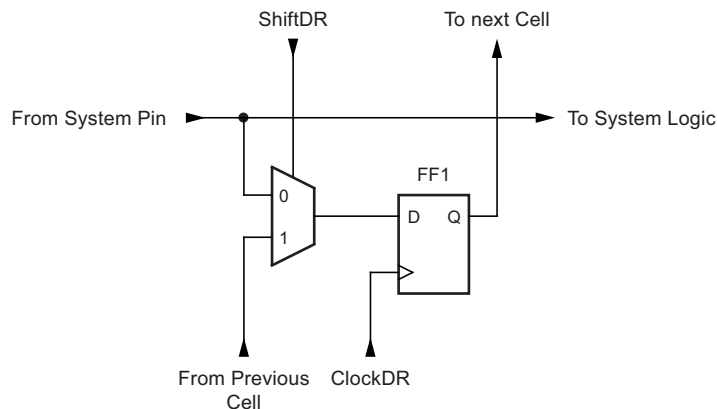 ShiftDR
To next Cell
From System Pin
To System Logic
FF1
0
D
Q
1
From Previous
Cell
ClockDR